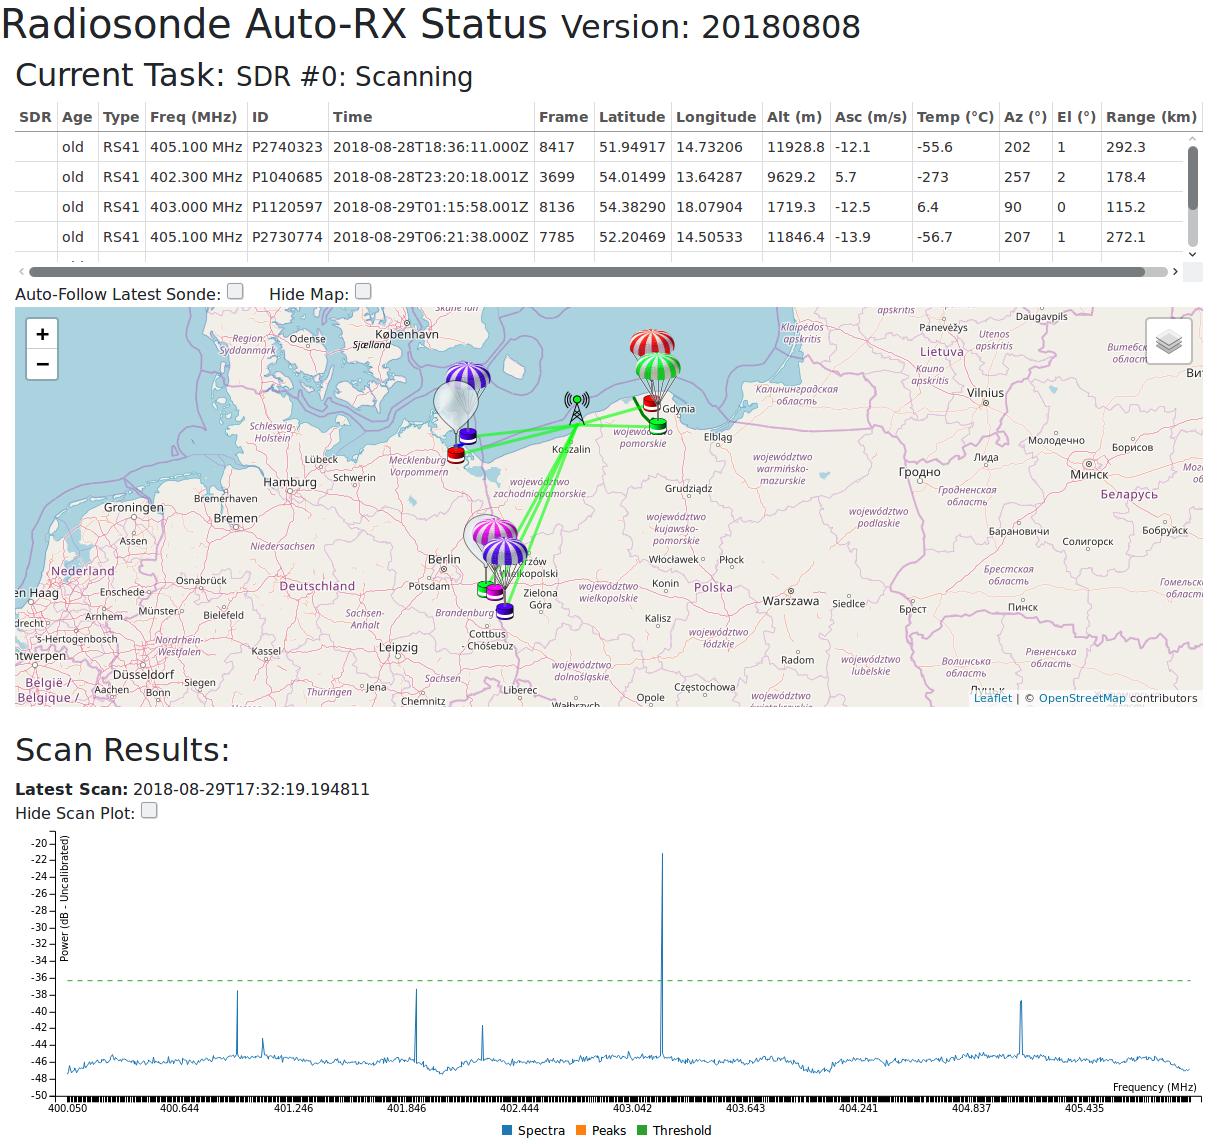 Radiosonde Auto-RX Status Version: 20180808
Current Task: SDR #0: Scanning
SDR Age Type Freq (MHz) ID Time Frame Latitude Longitude Alt (m) Asc (m/s) Temp (°C) Az (°) El (°) Range (km)
old RS41 405.100 MHz P2740323 2018-08-28T18:36:11.000Z 8417 51.94917 14.73206 11928.8 -12.1 -55.6 202 1 292.3
old RS41 402.300 MHz P1040685 2018-08-28T23:20:18.001Z 3699 54.01499 13.64287 9629.2 5.7 -273 257 2 178.4
old RS41 403.000 MHz P1120597 2018-08-29T01:15:58.001Z 8136 54.38290 18.07904 1719.3 -12.5 6.4 90 0 115.2
old RS41 405.100 MHz P2730774 2018-08-29T06:21:38.000Z 7785 52.20469 14.50533 11846.4 -13.9 -56.7 207 1 272.1
Auto-Follow Latest Sonde: Hide Map:
+
−
Region Syddanmark
Odense
København
Sjælland
Klaipėdos apskritis
apskritis
Panevėžys
Daugavpils
Utenos apskritis
Lietuva
Kauno apskritis
Vilnius
Калининградская область
Schleswig-Holstein
Gdynia
Elbląg
pomorskie
Koszalin
Lübeck
Mecklenburg-Vorpommern
Schwerin
Hamburg
Bremerhaven
Bremen
Groningen
Assen
Niedersachsen
województwo zachodniopomorskie
województwo warmińsko-mazurskie
Grudziądz
województwo kujawsko-pomorskie
województwo podlaskie
Гродно
Лида
Молодечно
Борисов
Минск
Беларусь
Гродненская область
Барановичи
Солигорск
Бобруйск
Nederland
Enschede
Osnabrück
Deutschland
Berlin
Potsdam
Wielkopolski
Włocławek
Płock
Konin
Polska
województwo wielkopolskie
Warszawa
Siedlce
Брест
Брестская область
Пинск
Arnhem
Münster
Bielefeld
's-Hertogenbosch
Nordrhein-Westfalen
Sachsen-Anhalt
Brandenburg
Zielona Góra
Kalisz
Cottbus - Chóśebuz
województwo łódzkie
Düsseldorf
Kassel
Leipzig
België / Belgique /
Aachen
Bonn
Siegen
Thüringen
Jena
Sachsen
Chemnitz
Liberec
województwo dolnośląskie
Opole
Częstochowa
Radom
województwo lubelskie
Волинська область
Рівненська область
Leaflet | © OpenStreetMap contributors
Scan Results:
Latest Scan: 2018-08-29T17:32:19.194811
Hide Scan Plot:
Power (dB - Uncalibrated)
-20
-22
-24
-26
-28
-30
-32
-34
-36
-38
-40
-42
-44
-46
-48
-50
Frequency (MHz)
400.050 400.644 401.246 401.846 402.444 403.042 403.643 404.241 404.837 405.435
Spectra Peaks Threshold